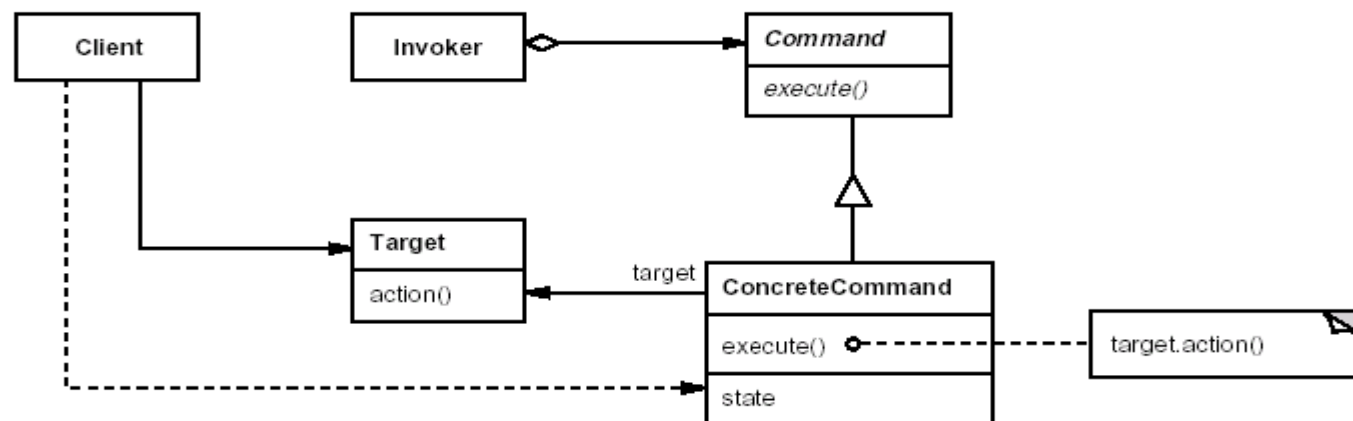 Client
Invoker
Command
execute()
Target
action()
target
ConcreteCommand
execute()
target.action()
state